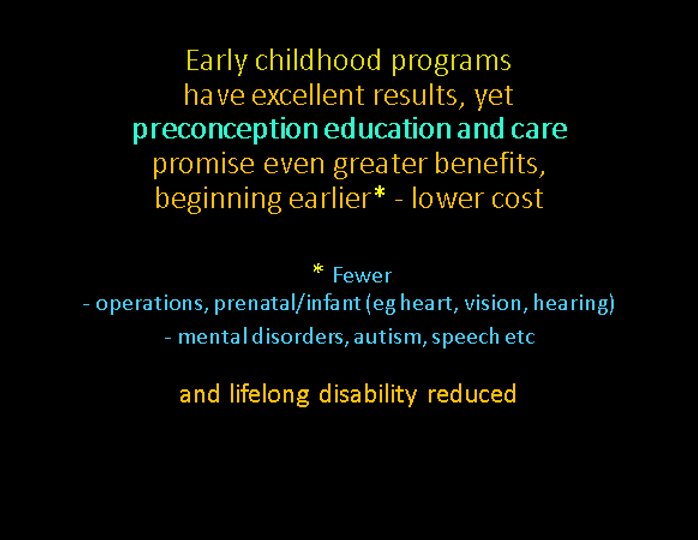 Early childhood programs
have excellent results, yet
preconception education and care
promise even greater benefits,
beginning earlier* - lower cost
* Fewer
- operations, prenatal/infant (eg heart, vision, hearing)
- mental disorders, autism, speech etc
and lifelong disability reduced